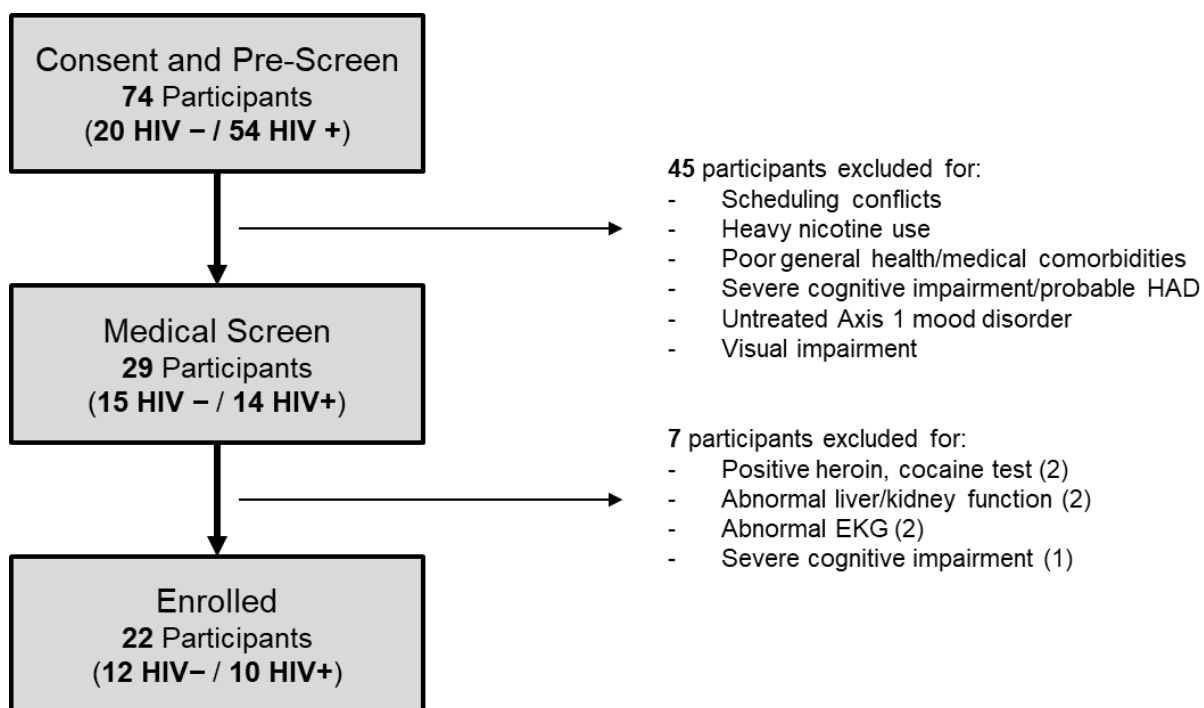 Consent and Pre-Screen
74 Participants
(20 HIV − / 54 HIV +)
45 participants excluded for:
- Scheduling conflicts
- Heavy nicotine use
- Poor general health/medical comorbidities
- Severe cognitive impairment/probable HAD
- Untreated Axis 1 mood disorder
- Visual impairment
Medical Screen
29 Participants
(15 HIV − / 14 HIV+)
7 participants excluded for:
- Positive heroin, cocaine test (2)
- Abnormal liver/kidney function (2)
- Abnormal EKG (2)
- Severe cognitive impairment (1)
Enrolled
22 Participants
(12 HIV− / 10 HIV+)